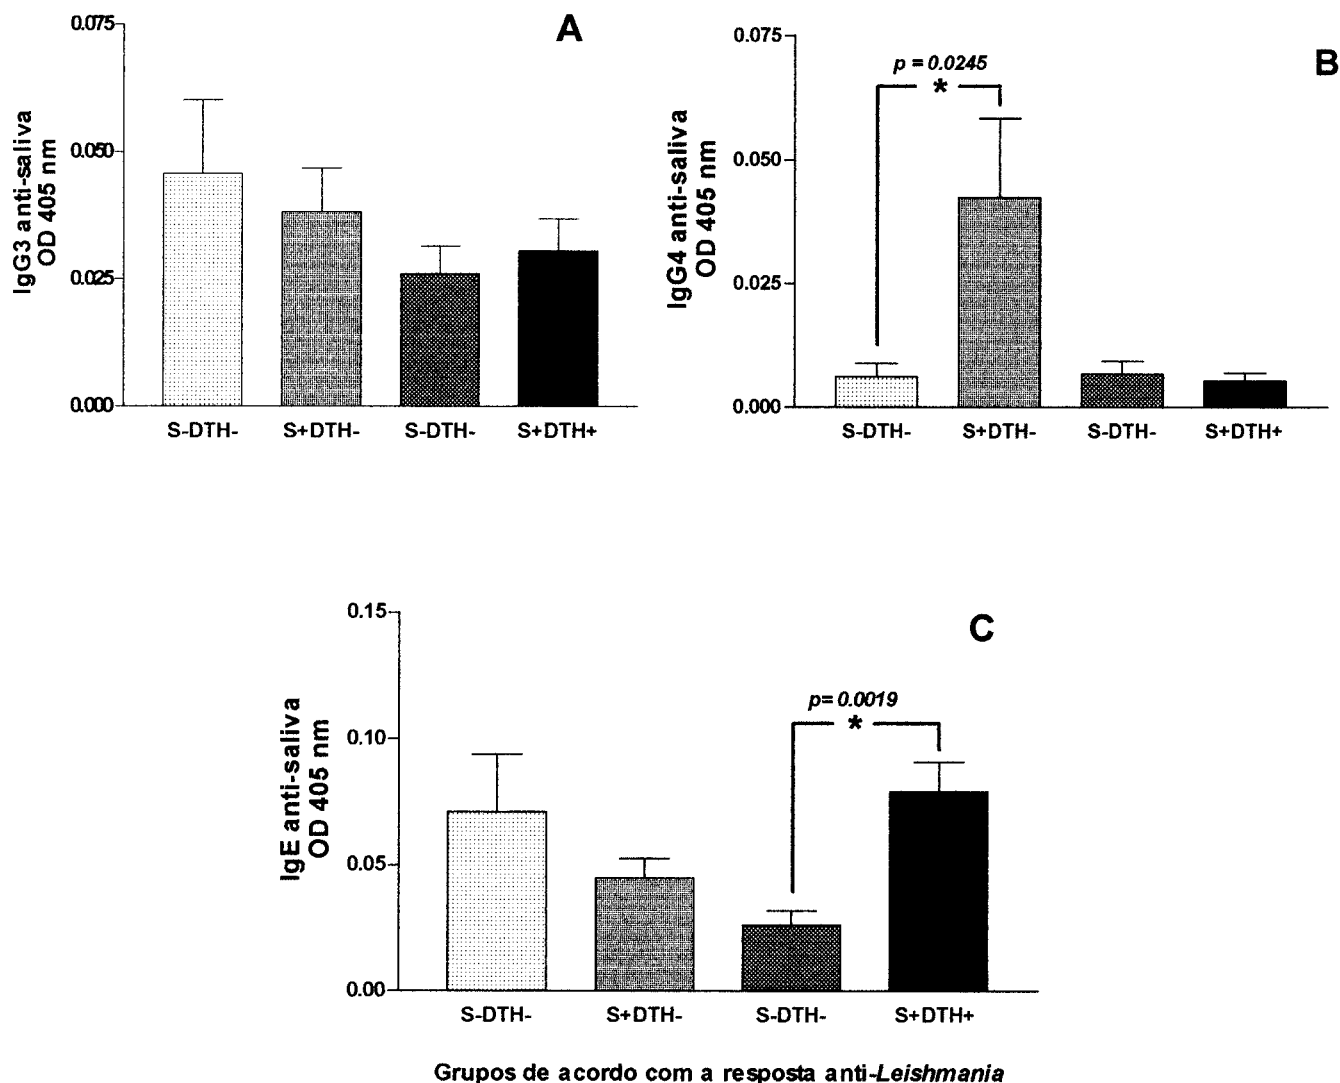 A
0.075
0.050
0.025
0.000
IgG3 anti-saliva
OD 405 nm
S-DTH- S+DTH- S-DTH- S+DTH+
B
0.075
0.050
0.025
0.000
IgG4 anti-saliva
OD 405 nm
p = 0.0245
*
S-DTH- S+DTH- S-DTH- S+DTH+
C
0.15
0.10
0.05
0.00
IgE anti-saliva
OD 405 nm
p= 0.0019
*
S-DTH- S+DTH- S-DTH- S+DTH+
Grupos de acordo com a resposta anti-Leishmania